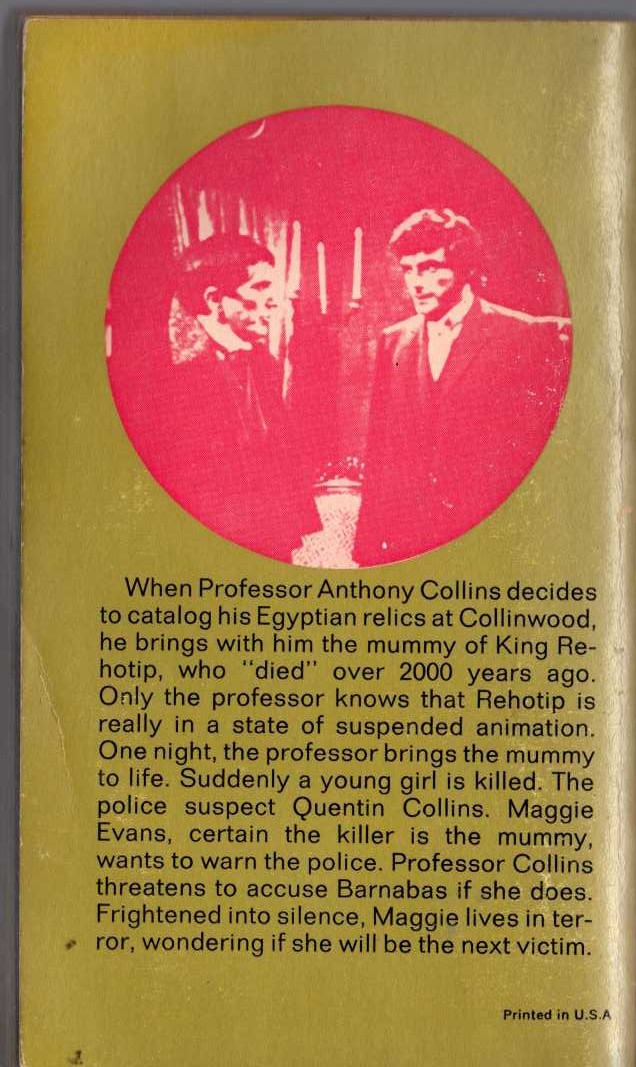 When Professor Anthony Collins decides
to catalog his Egyptian relics at Collinwood,
he brings with him the mummy of King Re-
hotip, who "died" over 2000 years ago.
Only the professor knows that Rehotip is
really in a state of suspended animation.
One night, the professor brings the mummy
to life. Suddenly a young girl is killed. The
police suspect Quentin Collins. Maggie
Evans, certain the killer is the mummy,
wants to warn the police. Professor Collins
threatens to accuse Barnabas if she does.
Frightened into silence, Maggie lives in ter-
ror, wondering if she will be the next victim.
Printed in U.S.A